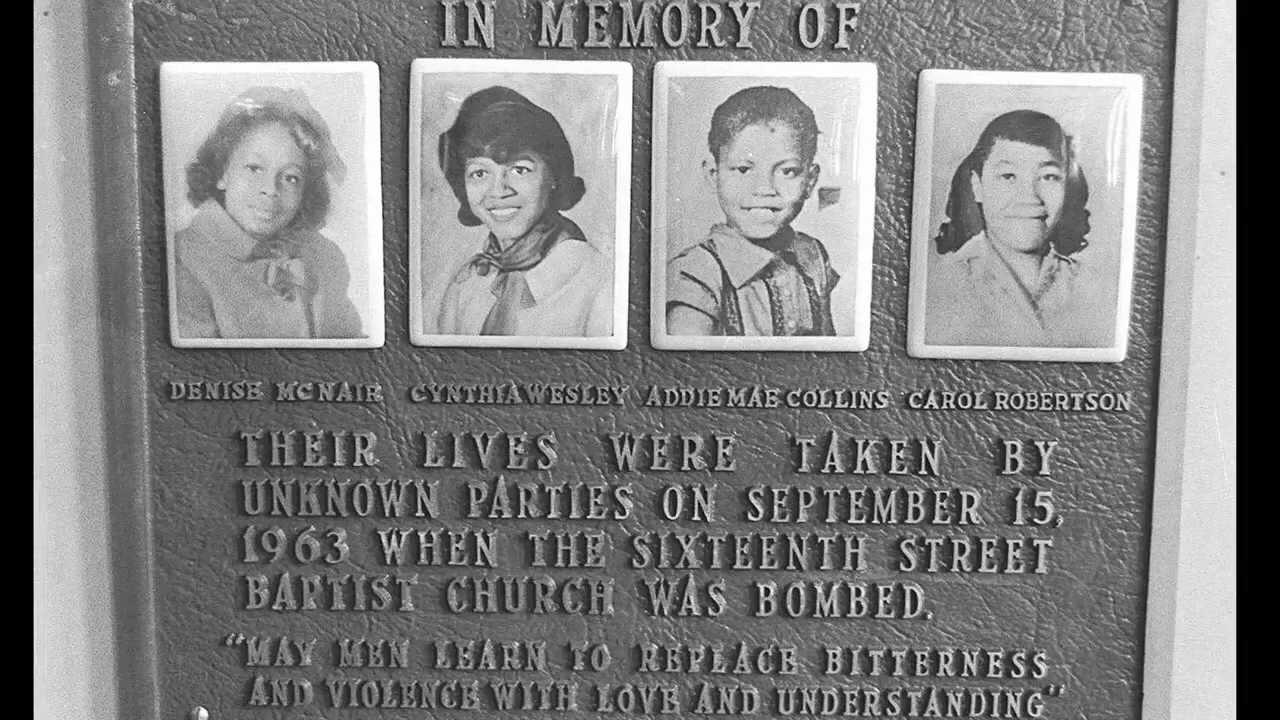 IN MEMORY OF
DENISE MCNAIR CYNTHIA WESLEY ADDIE MAE COLLINS CAROL ROBERTSON
THEIR LIVES WERE TAKEN BY
UNKNOWN PARTIES ON SEPTEMBER 15,
1963 WHEN THE SIXTEENTH STREET
BAPTIST CHURCH WAS BOMBED.
"MAY MEN LEARN TO REPLACE BITTERNESS
AND VIOLENCE WITH LOVE AND UNDERSTANDING"